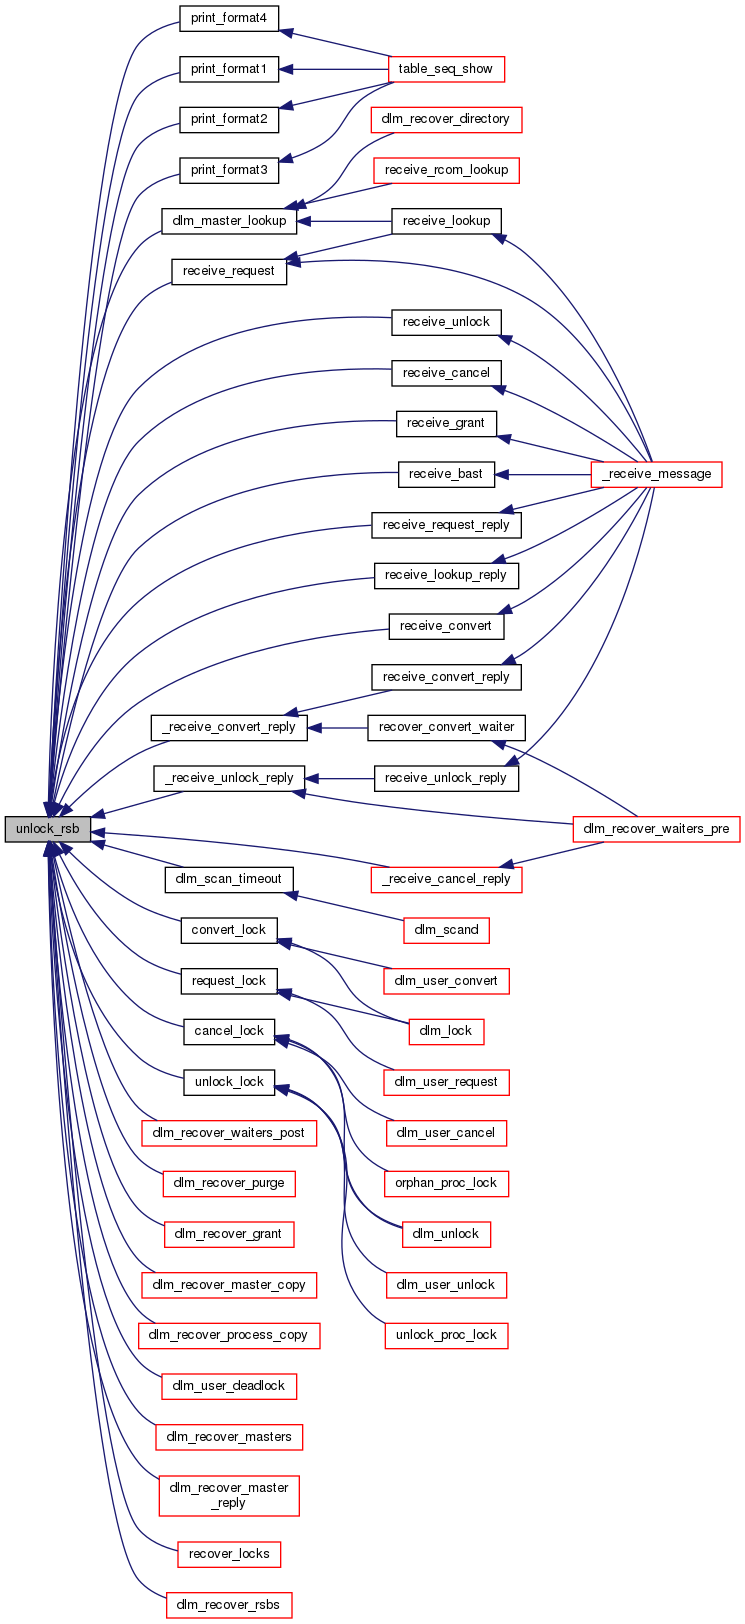 print_format4
print_format1
table_seq_show
print_format2
dlm_recover_directory
print_format3
receive_rcom_lookup
dlm_master_lookup
receive_lookup
receive_request
receive_unlock
receive_cancel
receive_grant
receive_bast
_receive_message
receive_request_reply
receive_lookup_reply
receive_convert
receive_convert_reply
_receive_convert_reply
recover_convert_waiter
_receive_unlock_reply
receive_unlock_reply
unlock_rsb
dlm_recover_waiters_pre
dlm_scan_timeout
_receive_cancel_reply
convert_lock
dlm_scand
request_lock
dlm_user_convert
cancel_lock
dlm_lock
unlock_lock
dlm_user_request
dlm_recover_waiters_post
dlm_user_cancel
dlm_recover_purge
orphan_proc_lock
dlm_recover_grant
dlm_unlock
dlm_recover_master_copy
dlm_user_unlock
dlm_recover_process_copy
unlock_proc_lock
dlm_user_deadlock
dlm_recover_masters
dlm_recover_master
_reply
recover_locks
dlm_recover_rsbs